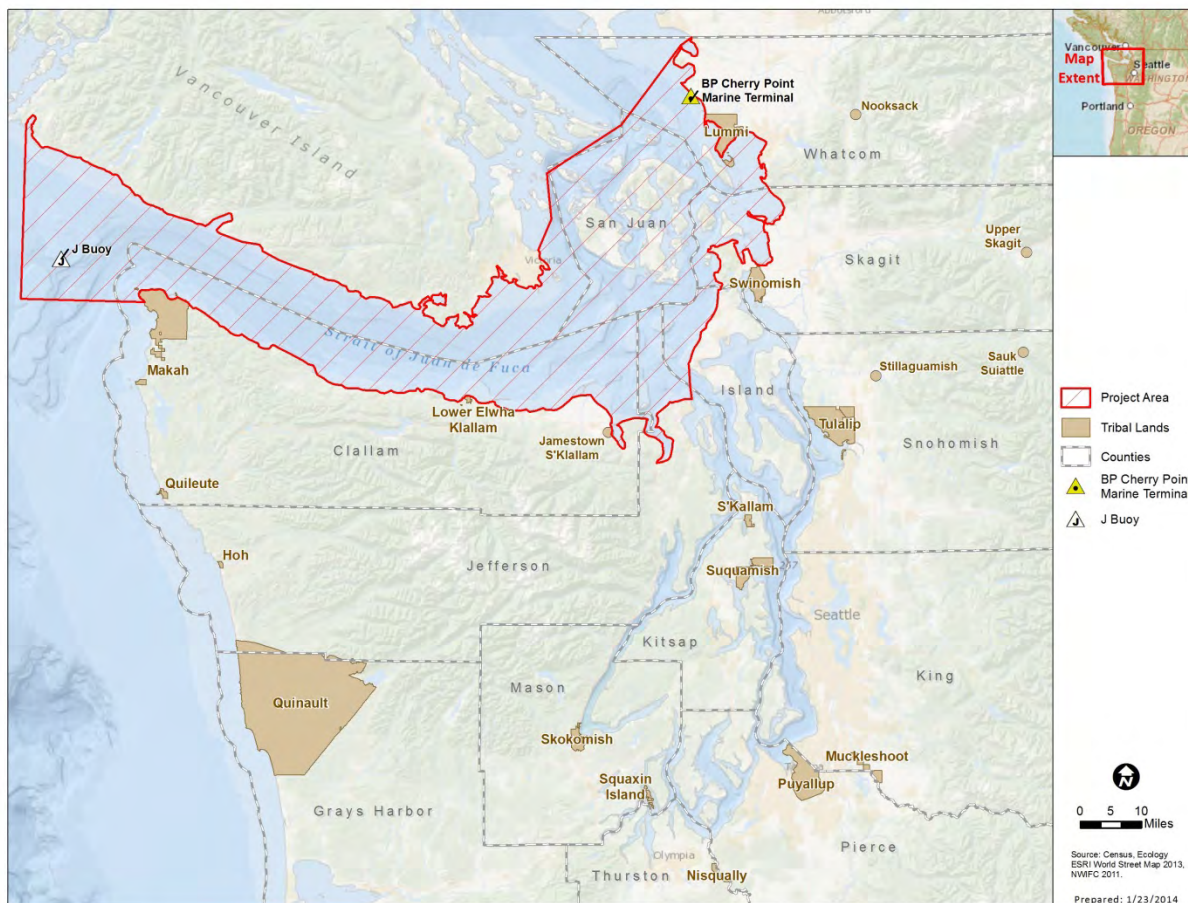 Abbotsford
Vancouver Island
BP Cherry Point
Marine Terminal
Nooksack
Lummi
Whatcom
San Juan
Upper
Skagit
J
J Buoy
Victoria
Skagit
Swinomish
Strait of Juan de Fuca
Makah
Island
Stillaguamish
Sauk
Suiattle
Lower Elwha
Klallam
Jamestown
S'Klallam
Tulalip
Snohomish
Clallam
Quileute
S'Kallam
Hoh
Jefferson
Suquamish
Seattle
Kitsap
King
Mason
Quinault
Skokomish
Muckleshoot
Squaxin
Island
Puyallup
Grays Harbor
Pierce
Olympia
Thurston
Nisqually
Vancouver
Map
Extent
Seattle
WASHINGTON
Portland
OREGON
Project Area
Tribal Lands
Counties
BP Cherry Point
Marine Terminal
J
J Buoy
N
0 5 10
Miles
Source: Census, Ecology
ESRI World Street Map 2013,
NWIFC 2011.
Prepared: 1/23/2014